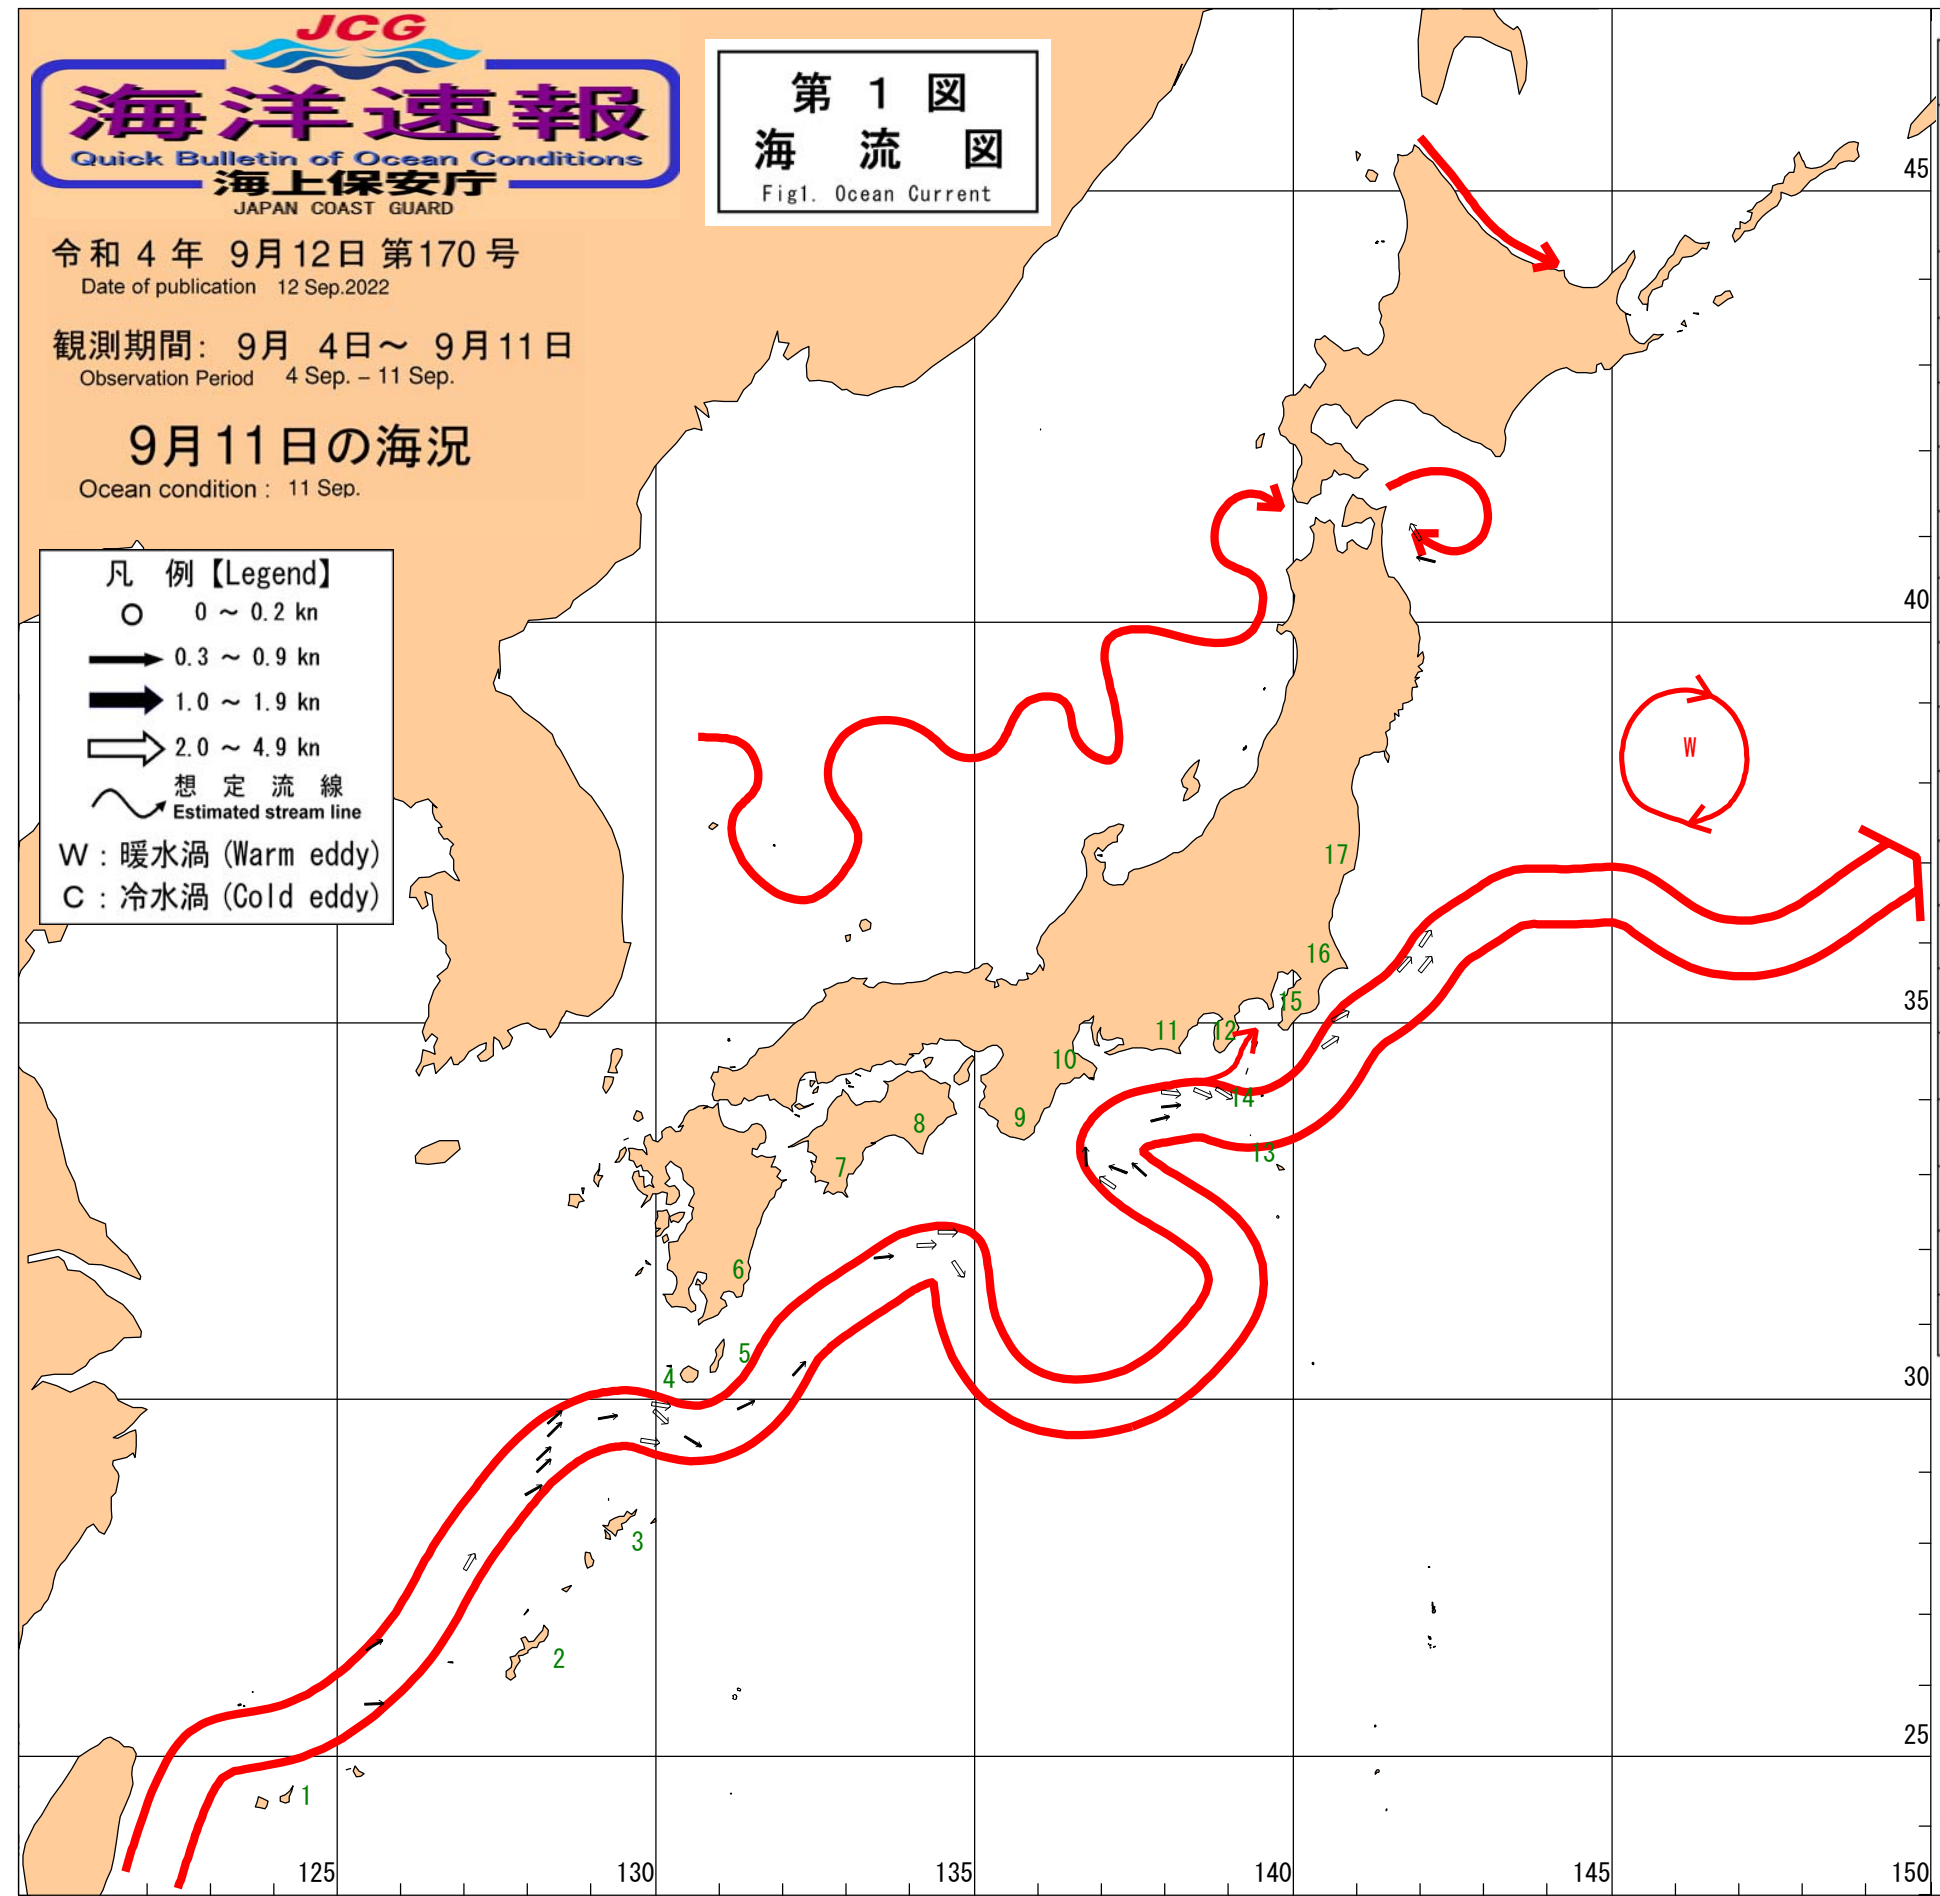 JCG
海洋速報
Quick Bulletin of Ocean Conditions
海上保安庁
JAPAN COAST GUARD
第 1 図
海 流 図
Fig1. Ocean Current
令和 4 年 9月12日 第170 号
Date of publication 12 Sep.2022
観測期間: 9月 4日～ 9月11日
Observation Period 4 Sep. – 11 Sep.
9月11日の海況
Ocean condition : 11 Sep.
凡 例【Legend】
0 ～ 0.2 kn
0.3 ～ 0.9 kn
1.0 ～ 1.9 kn
2.0 ～ 4.9 kn
想 定 流 線
Estimated stream line
W : 暖水渦 (Warm eddy)
C : 冷水渦 (Cold eddy)
45
40
W
17
16
35
15
12
11
10
14
9
8
13
7
6
5
4
30
3
2
25
1
125
130
135
140
145
150